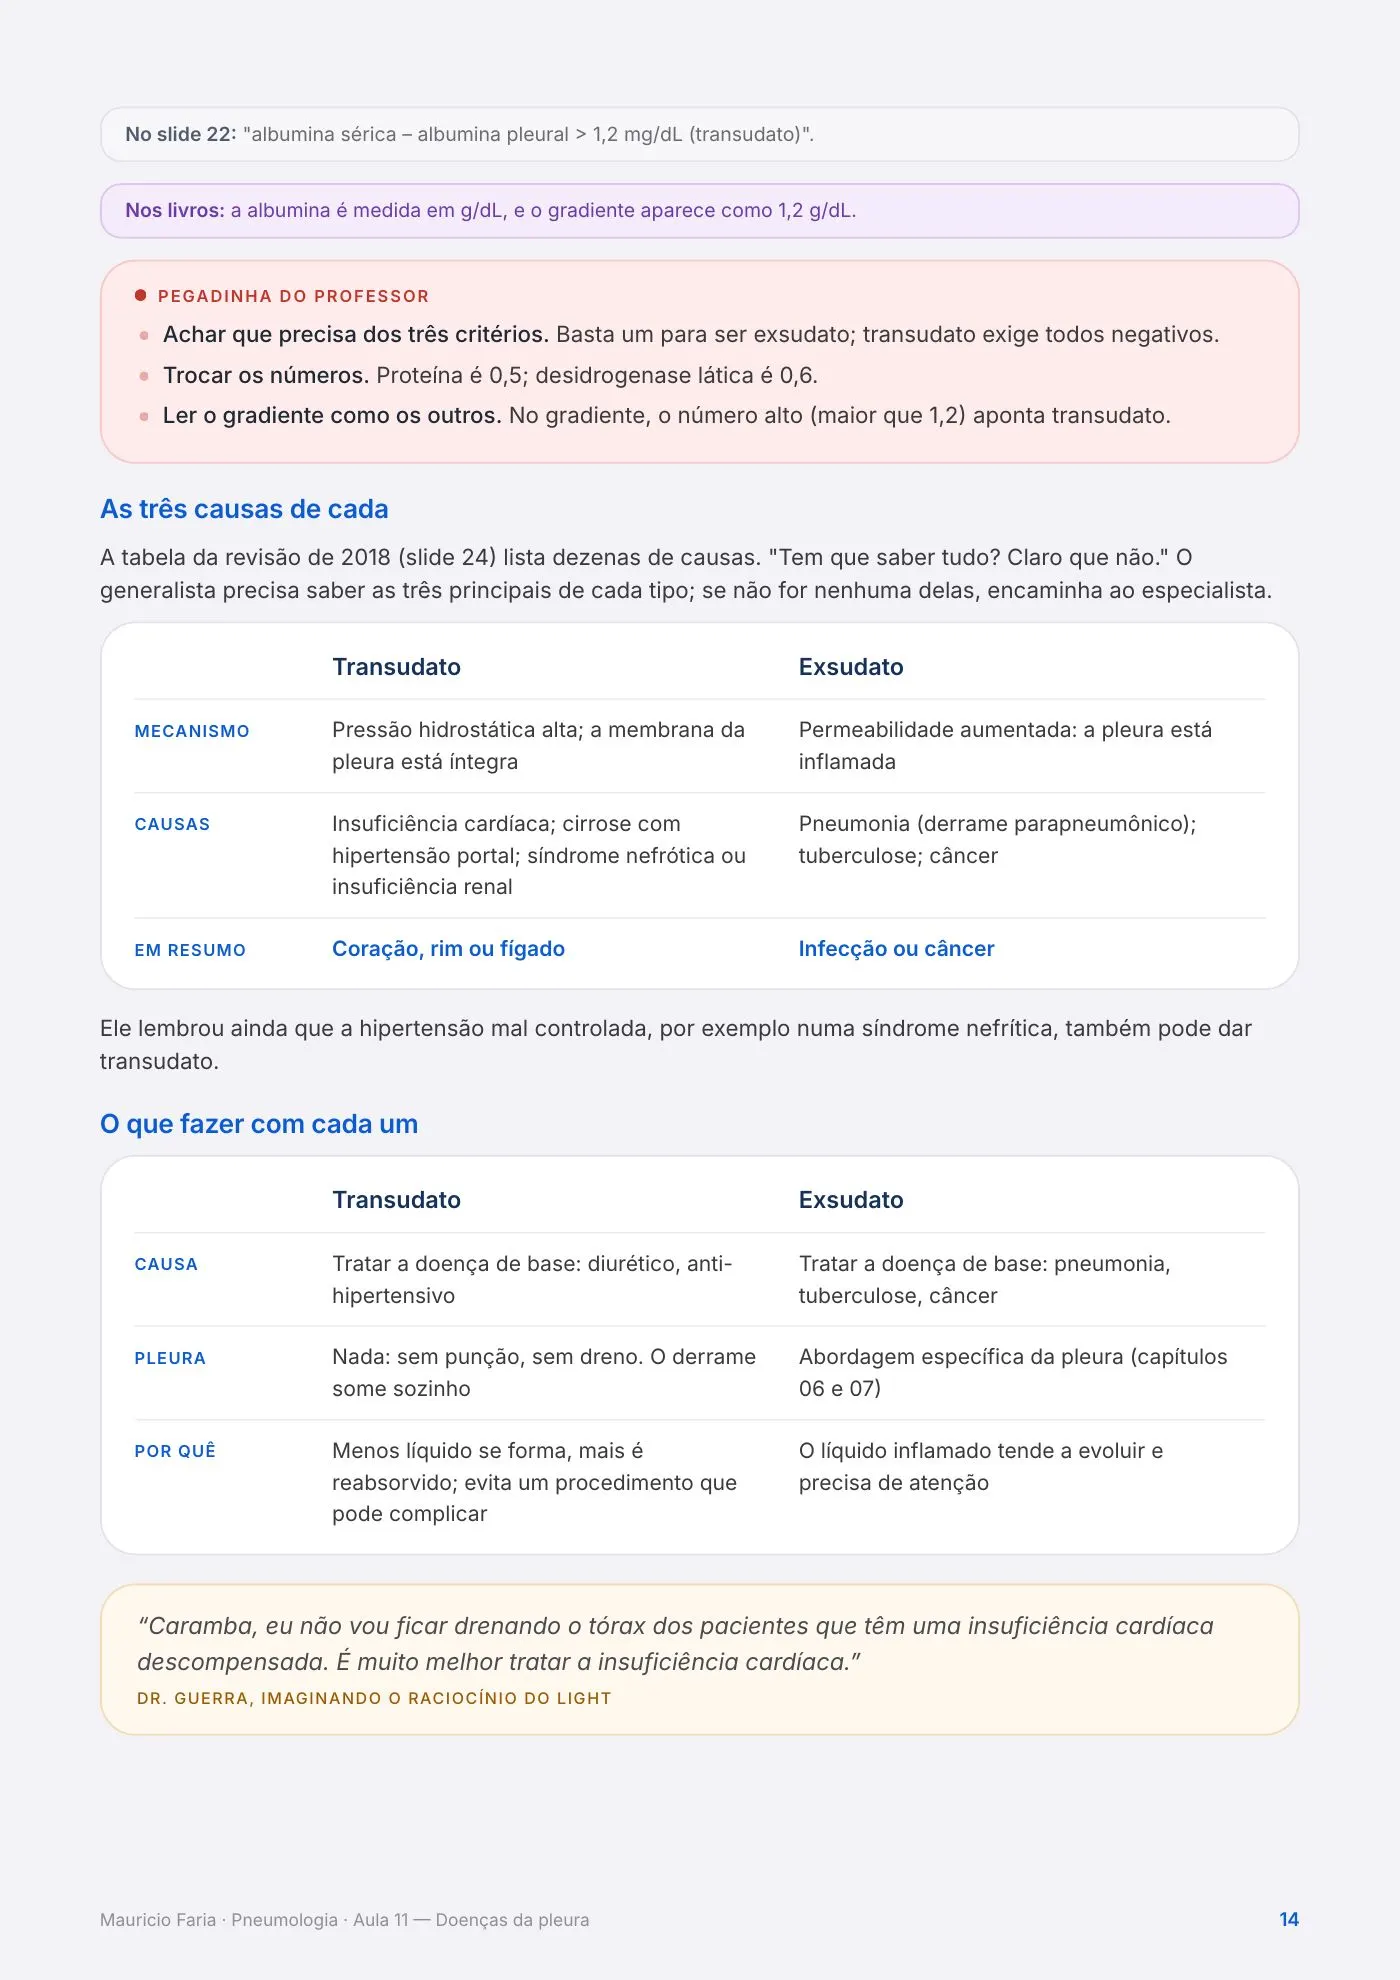 No slide 22: "albumina sérica – albumina pleural > 1,2 mg/dL (transudato)".
Nos livros: a albumina é medida em g/dL, e o gradiente aparece como 1,2 g/dL.
PEGADINHA DO PROFESSOR
Achar que precisa dos três critérios. Basta um para ser exsudato; transudato exige todos negativos.
Trocar os números. Proteína é 0,5; desidrogenase lática é 0,6.
Ler o gradiente como os outros. No gradiente, o número alto (maior que 1,2) aponta transudato.
As três causas de cada
A tabela da revisão de 2018 (slide 24) lista dezenas de causas. "Tem que saber tudo? Claro que não." O
generalista precisa saber as três principais de cada tipo; se não for nenhuma delas, encaminha ao especialista.
Transudato Exsudato
MECANISMO Pressão hidrostática alta; a membrana da Permeabilidade aumentada: a pleura está
pleura está íntegra inflamada
CAUSAS Insuficiência cardíaca; cirrose com Pneumonia (derrame parapneumônico);
hipertensão portal; síndrome nefrótica ou tuberculose; câncer
insuficiência renal
EM RESUMO Coração, rim ou fígado Infecção ou câncer
Ele lembrou ainda que a hipertensão mal controlada, por exemplo numa síndrome nefrítica, também pode dar
transudato.
O que fazer com cada um
Transudato Exsudato
CAUSA Tratar a doença de base: diurético, anti- Tratar a doença de base: pneumonia,
hipertensivo tuberculose, câncer
PLEURA Nada: sem punção, sem dreno. O derrame Abordagem específica da pleura (capítulos
some sozinho 06 e 07)
POR QUÊ Menos líquido se forma, mais é O líquido inflamado tende a evoluir e
reabsorvido; evita um procedimento que precisa de atenção
pode complicar
“Caramba, eu não vou ficar drenando o tórax dos pacientes que têm uma insuficiência cardíaca
descompensada. É muito melhor tratar a insuficiência cardíaca.”
DR. GUERRA, IMAGINANDO O RACIOCÍNIO DO LIGHT
Mauricio Faria · Pneumologia · Aula 11 — Doenças da pleura 14